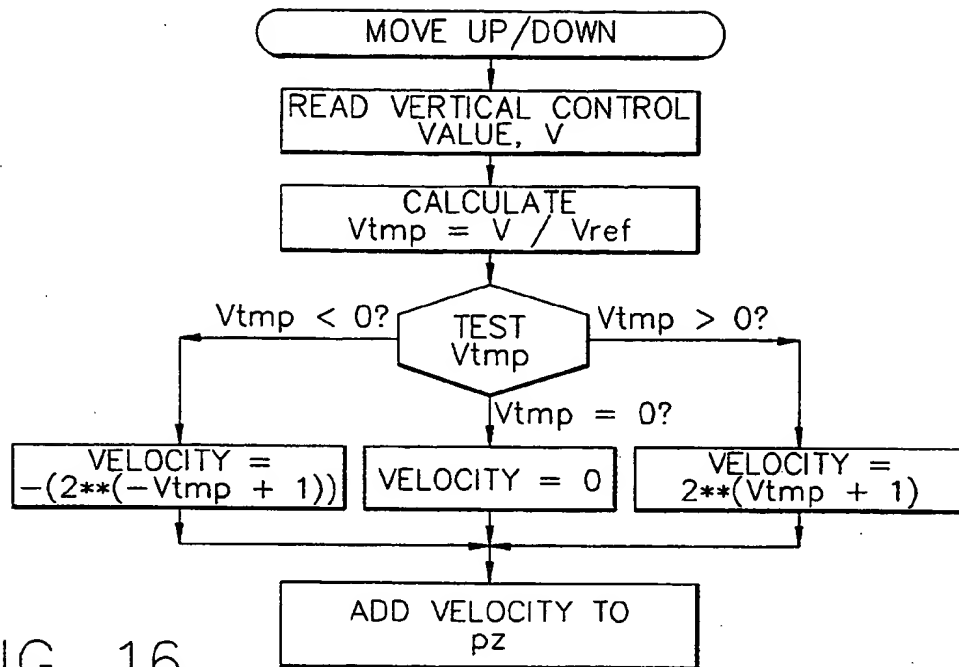 MOVE UP/DOWN
READ VERTICAL CONTROL
VALUE, V
CALCULATE
Vtmp = V / Vref
Vtmp < 0?
TEST
Vtmp
Vtmp > 0?
Vtmp = 0?
VELOCITY =
-(2**(-Vtmp + 1))
VELOCITY = 0
VELOCITY =
2**(Vtmp + 1)
ADD VELOCITY TO
pz
IG. 16